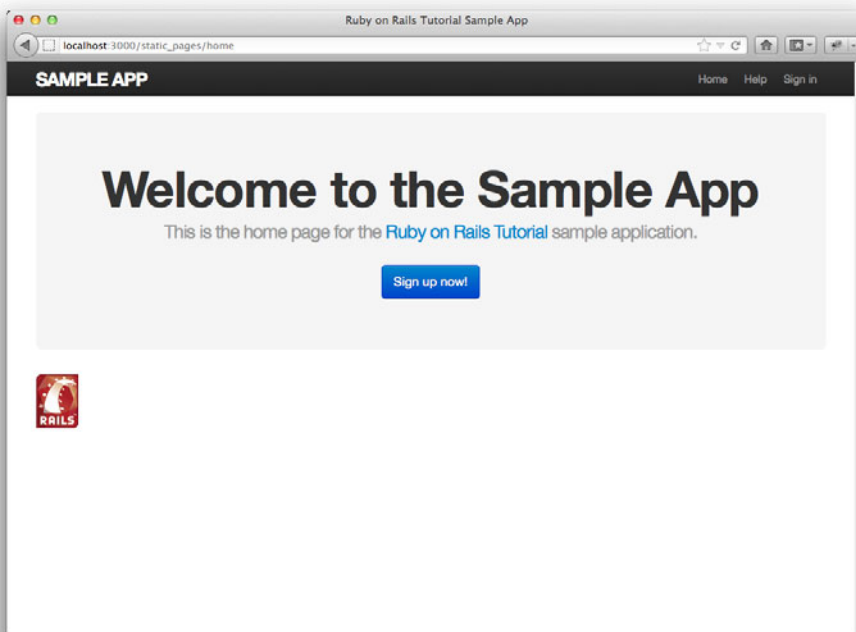 Ruby on Rails Tutorial Sample App
localhost:3000/static_pages/home
SAMPLE APP
Home Help Sign in
Welcome to the Sample App
This is the home page for the Ruby on Rails Tutorial sample application.
Sign up now!
RAILS